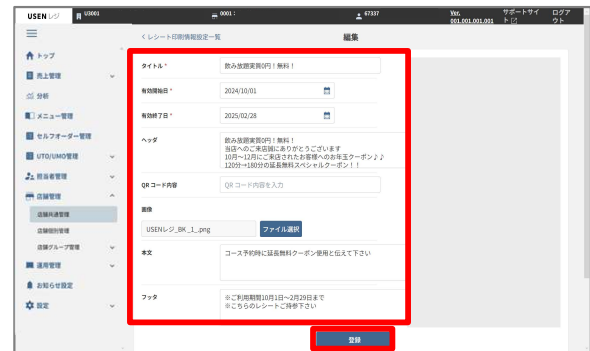 USEN レジ
U3001
0001：
67337
Ver.
001.001.001.001
サポートサイト
ログアウト
＜レシート印刷情報設定一覧
編集
トップ
売上管理
分析
メニュー管理
セルフオーダー管理
UTO/UMO管理
担当者管理
店舗管理
店舗共通管理
店舗個別管理
店舗グループ管理
運用管理
お知らせ設定
設定
タイトル *
飲み放題実質0円！無料！
有効開始日 *
2024/10/01
有効終了日 *
2025/02/28
ヘッダ
飲み放題実質0円！無料！
当店へのご来店誠にありがとうございます
10月～12月にご来店されたお客様へのお年玉クーポン♪♪
120分→180分の延長無料スペシャルクーポン！！
QR コード内容
QR コード内容を入力
画像
USENレジ_BK_1_.png
ファイル選択
本文
コース予約時に延長無料クーポン使用と伝えて下さい
フッタ
※ご利用期間10月1日～2月29日まで
※こちらのレシートご持参下さい
登録